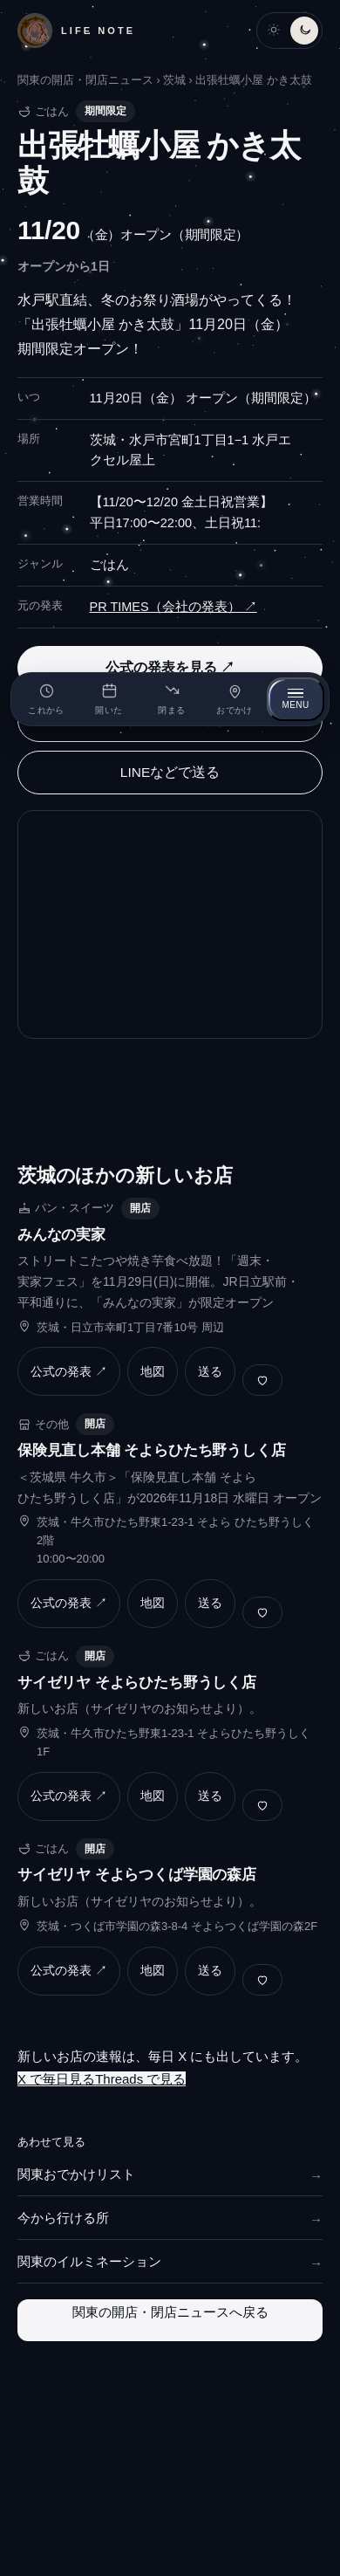 LIFE NOTE
関東の開店・閉店ニュース › 茨城 › 出張牡蠣小屋 かき太鼓
ごはん 期間限定
出張牡蠣小屋 かき太
鼓
11/20 （金）オープン（期間限定）
オープンから1日
水戸駅直結、冬のお祭り酒場がやってくる！
「出張牡蠣小屋 かき太鼓」11月20日（金）
期間限定オープン！
いつ 11月20日（金） オープン（期間限定）
場所 茨城・水戸市宮町1丁目1−1 水戸エ
クセル屋上
営業時間 【11/20〜12/20 金土日祝営業】
平日17:00〜22:00、土日祝11:
ジャンル ごはん
元の発表 PR TIMES（会社の発表） ↗
公式の発表を見る ↗
これから 開いた 閉まる おでかけ MENU
LINEなどで送る
茨城のほかの新しいお店
パン・スイーツ 開店
みんなの実家
ストリートこたつや焼き芋食べ放題！「週末・
実家フェス」を11月29日(日)に開催。JR日立駅前・
平和通りに、「みんなの実家」が限定オープン
茨城・日立市幸町1丁目7番10号 周辺
公式の発表 ↗ 地図 送る
その他 開店
保険見直し本舗 そよらひたち野うしく店
＜茨城県 牛久市＞「保険見直し本舗 そよら
ひたち野うしく店」が2026年11月18日 水曜日 オープン
茨城・牛久市ひたち野東1-23-1 そよら ひたち野うしく
2階
10:00〜20:00
公式の発表 ↗ 地図 送る
ごはん 開店
サイゼリヤ そよらひたち野うしく店
新しいお店（サイゼリヤのお知らせより）。
茨城・牛久市ひたち野東1-23-1 そよらひたち野うしく
1F
公式の発表 ↗ 地図 送る
ごはん 開店
サイゼリヤ そよらつくば学園の森店
新しいお店（サイゼリヤのお知らせより）。
茨城・つくば市学園の森3-8-4 そよらつくば学園の森2F
公式の発表 ↗ 地図 送る
新しいお店の速報は、毎日 X にも出しています。
X で毎日見るThreads で見る
あわせて見る
関東おでかけリスト →
今から行ける所 →
関東のイルミネーション →
関東の開店・閉店ニュースへ戻る